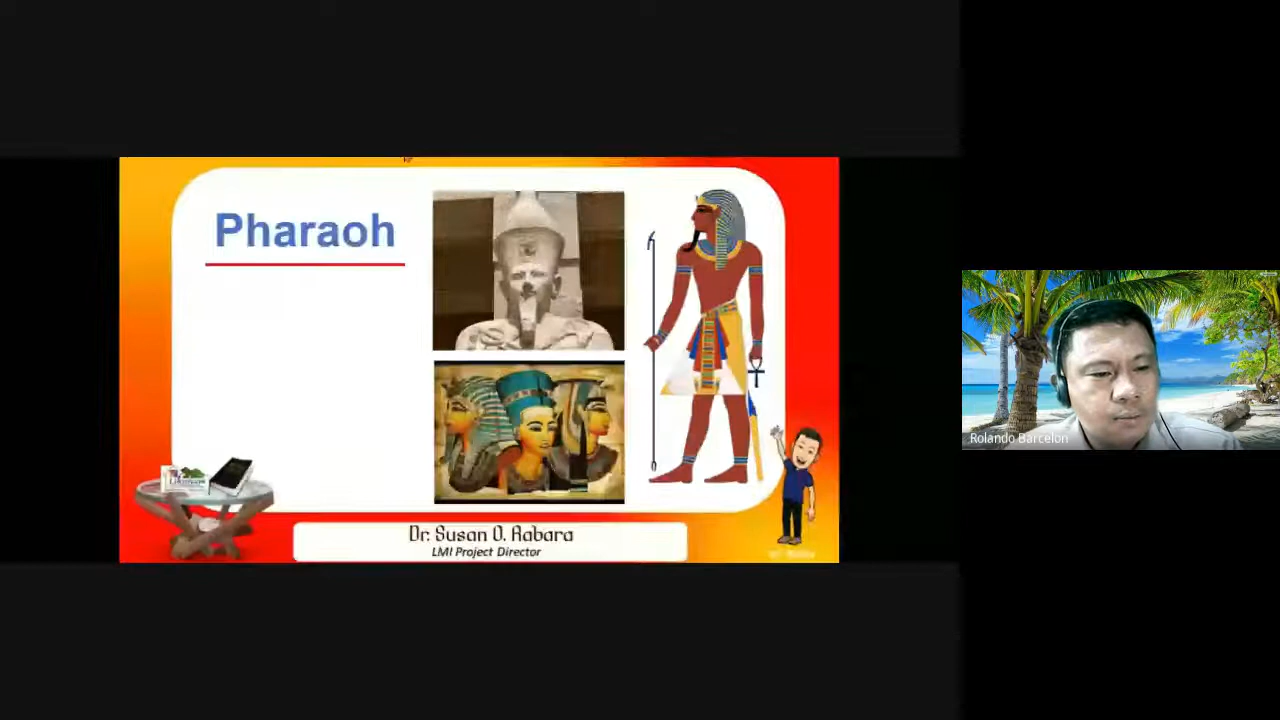 Pharaoh
Dr. Susan O. Rabara
LMI Project Director
Rolando Barcelon